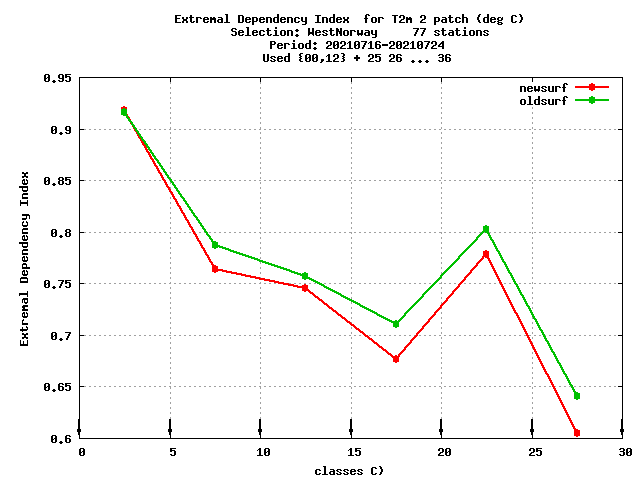 Extremal Dependency Index  for T2m 2 patch (deg C)
Selection: WestNorway     77 stations
Period: 20210716-20210724
Used {00,12} + 25 26 ... 36
newsurf
oldsurf
0.95
0.9
0.85
0.8
0.75
0.7
0.65
0.6
Extremal Dependency Index
0 5 10 15 20 25 30
classes C)